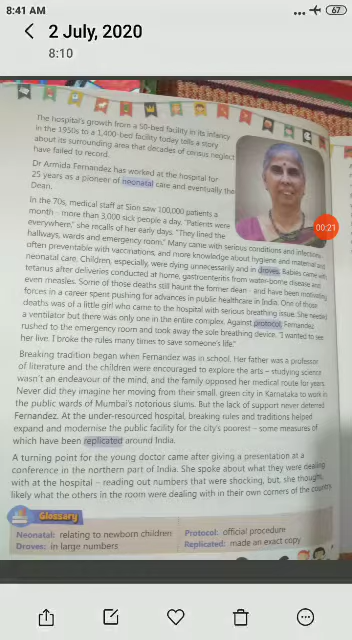 8:41 AM
67
2 July, 2020
8:10
The hospital's growth from a 50-bed facility in its infancy
in the 1950s to a 1,400-bed facility today tells a story
about its surrounding area that decades of census neglect
have failed to record.
Dr Armida Fernandez has worked at the hospital for
25 years as a pioneer of neonatal care and eventually the
Dean.
In the 70s, medical staff at Sion saw 100,000 patients a
month – more than 3,000 sick people a day. "Patients were
everywhere," she recalls of her early days. "They lined the
hallways, wards and emergency room." Many came with serious conditions and infections
often preventable with vaccinations, and more knowledge about hygiene and maternal and
neonatal care. Children, especially, were dying unnecessarily and in droves. Babies came with
tetanus after deliveries conducted at home, gastroenteritis from water-borne disease and
even measles. Some of those deaths still haunt the former dean – and have been motivating
forces in a career spent pushing for advances in public healthcare in India. One of those
deaths was of a little girl who came to the hospital with serious breathing issue. She needed
a ventilator but there was only one in the entire complex. Against protocol, Fernandez
rushed to the emergency room and took away the sole breathing device. "I wanted to see
her live. I broke the rules many times to save someone's life."
Breaking tradition began when Fernandez was in school. Her father was a professor
of literature and the children were encouraged to explore the arts – studying science
wasn't an endeavour of the mind, and the family opposed her medical route for years.
Never did they imagine her moving from their small, green city in Karnataka to work in
the public wards of Mumbai's notorious slums. But the lack of support never deterred
Fernandez. At the under-resourced hospital, breaking rules and traditions helped
expand and modernise the public facility for the city's poorest – some measures of
which have been replicated around India.
A turning point for the young doctor came after giving a presentation at a
conference in the northern part of India. She spoke about what they were dealing
with at the hospital – reading out numbers that were shocking, but, she thought,
likely what the others in the room were dealing with in their own corners of the country.
00:21
Glossary
Neonatal: relating to newborn children
Droves: in large numbers
Protocol: official procedure
Replicated: made an exact copy